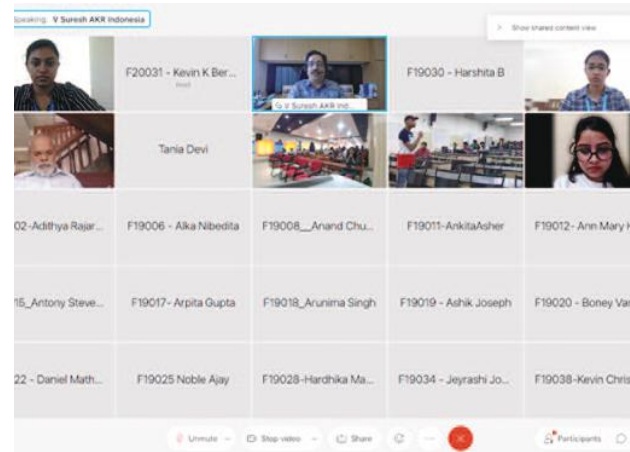 Speaking: V Suresh AKR Indonesia
Show shared content view
F20031 - Kevin K Ber...
Host
V Suresh AKR Ind...
F19030 - Harshita B
Tania Devi
02-Adithya Rajar...
F19006 - Alka Nibedita
F19008__Anand Chu...
F19011-AnkitaAsher
F19012- Ann Mary K
15_Antony Steve...
F19017- Arpita Gupta
F19018_Arunima Singh
F19019 - Ashik Joseph
F19020 - Boney Var
22 - Daniel Math...
F19025 Noble Ajay
F19028-Hardhika Ma...
F19034 - Jeyrashi Jo...
F19038-Kevin Chris
Unmute
Stop video
Share
Participants